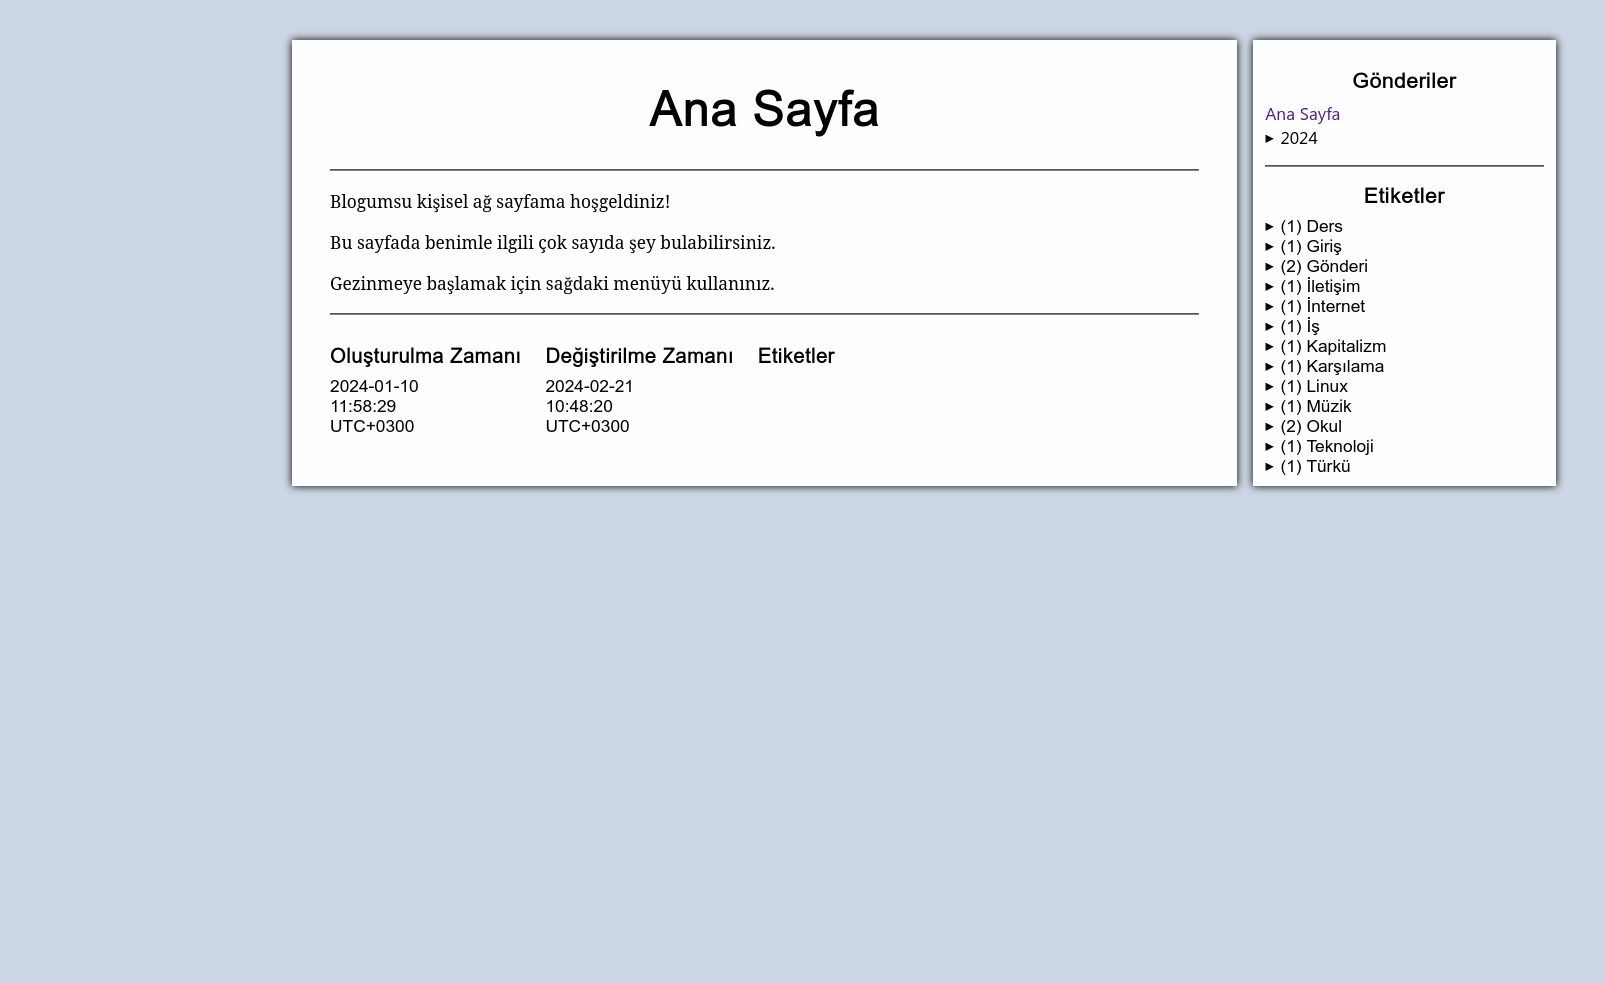 Ana Sayfa
Blogumsu kişisel ağ sayfama hoşgeldiniz!
Bu sayfada benimle ilgili çok sayıda şey bulabilirsiniz.
Gezinmeye başlamak için sağdaki menüyü kullanınız.
Oluşturulma Zamanı
2024-01-10
11:58:29
UTC+0300
Değiştirilme Zamanı
2024-02-21
10:48:20
UTC+0300
Etiketler
Gönderiler
Ana Sayfa
▸ 2024
Etiketler
▸ (1) Ders
▸ (1) Giriş
▸ (2) Gönderi
▸ (1) İletişim
▸ (1) İnternet
▸ (1) İş
▸ (1) Kapitalizm
▸ (1) Karşılama
▸ (1) Linux
▸ (1) Müzik
▸ (2) Okul
▸ (1) Teknoloji
▸ (1) Türkü